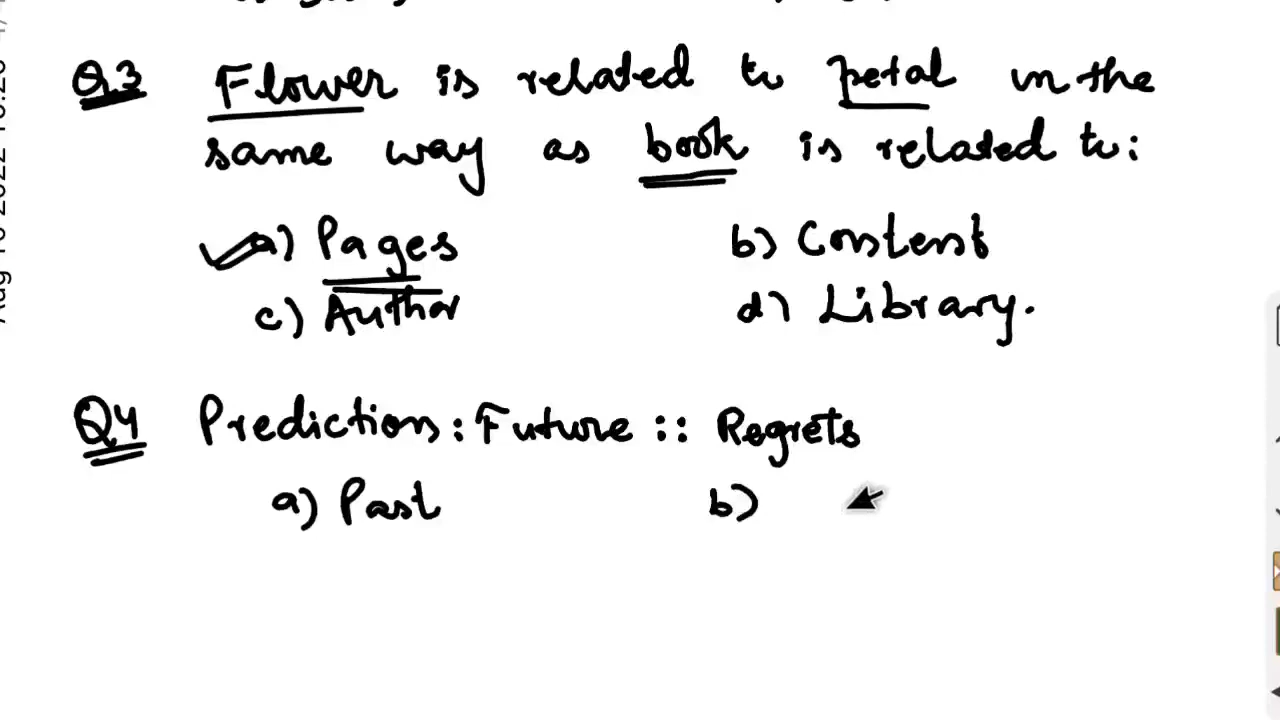 Q3 Flower is related to petal in the
same way as book is related to:
a) Pages b) Content
c) Author d) Library.
Q4 Prediction : Future :: Regrets
a) Past b)